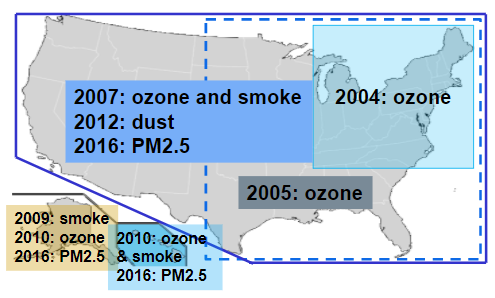 2007: ozone and smoke
2012: dust
2016: PM2.5
2004: ozone
2005: ozone
2009: smoke
2010: ozone
2016: PM2.5
2010: ozone
& smoke
2016: PM2.5